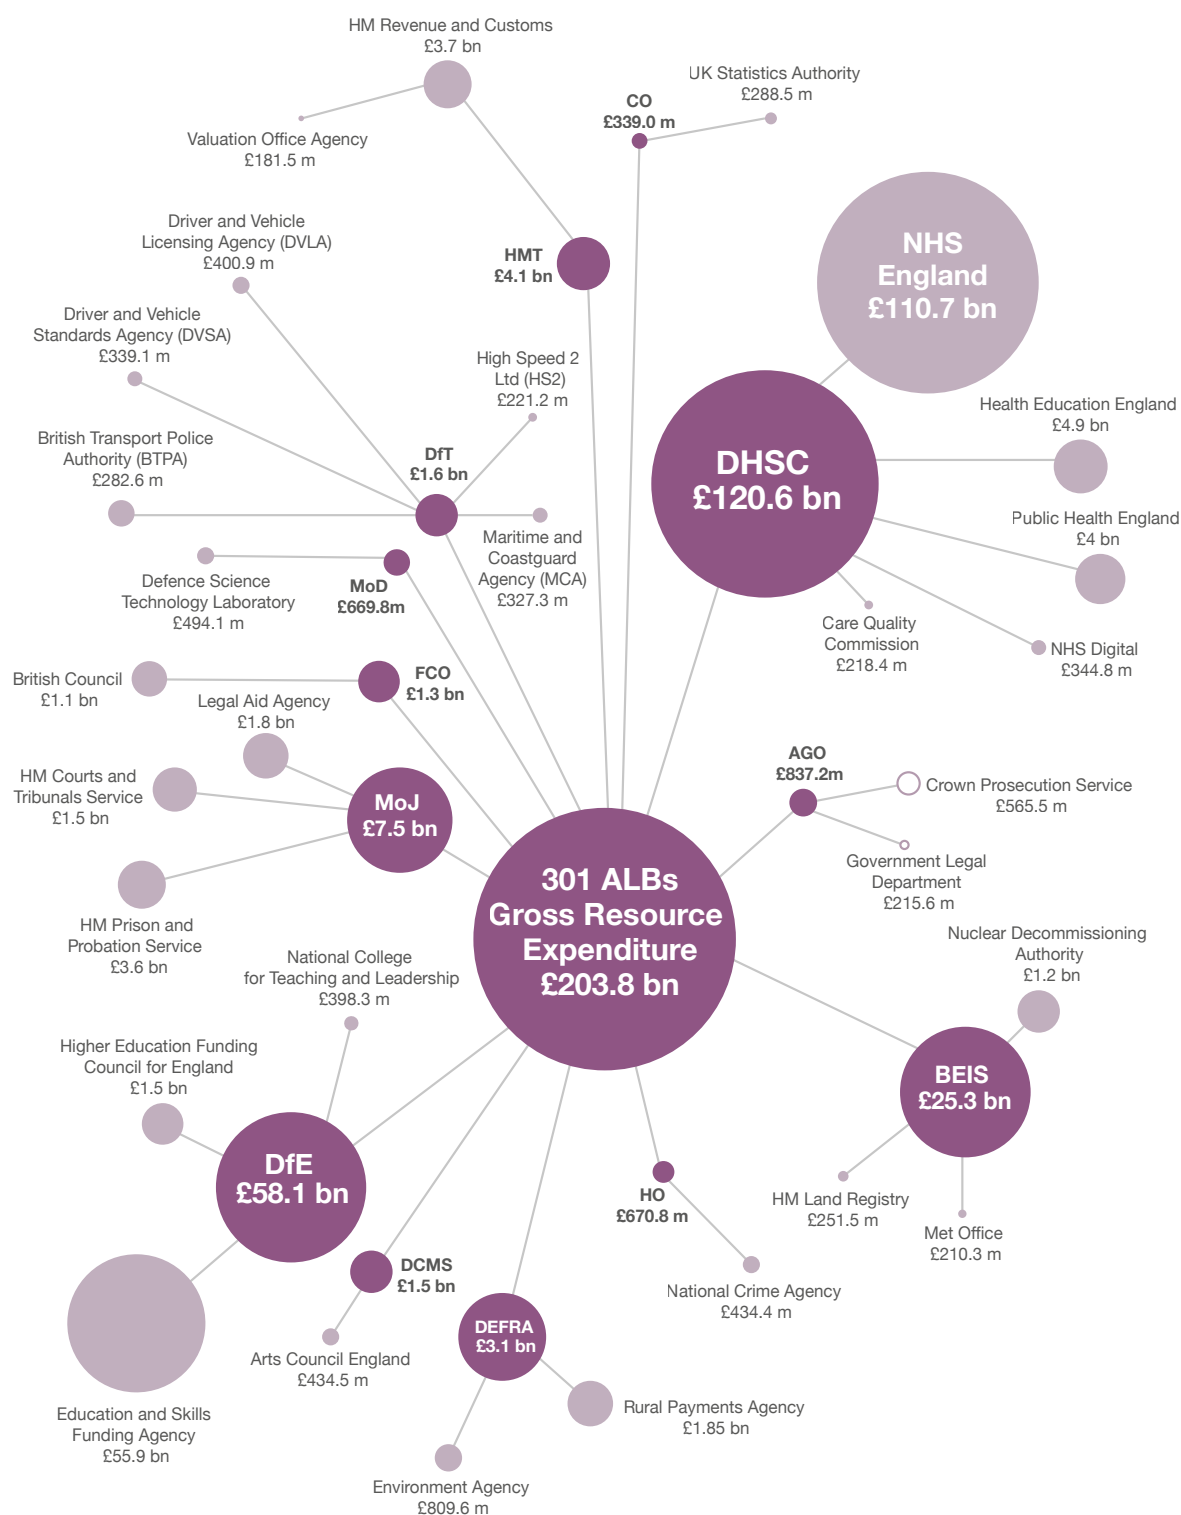 HM Revenue and Customs
£3.7 bn
UK Statistics Authority
£288.5 m
CO
£339.0 m
Valuation Office Agency
£181.5 m
Driver and Vehicle
Licensing Agency (DVLA)
£400.9 m
HMT
£4.1 bn
NHS
England
£110.7 bn
Driver and Vehicle
Standards Agency (DVSA)
£339.1 m
High Speed 2
Ltd (HS2)
£221.2 m
Health Education England
£4.9 bn
British Transport Police
Authority (BTPA)
£282.6 m
DfT
£1.6 bn
DHSC
£120.6 bn
Public Health England
£4 bn
Maritime and
Coastguard
Agency (MCA)
£327.3 m
Defence Science
Technology Laboratory
£494.1 m
MoD
£669.8m
Care Quality
Commission
£218.4 m
NHS Digital
£344.8 m
British Council
£1.1 bn
FCO
£1.3 bn
Legal Aid Agency
£1.8 bn
AGO
£837.2m
HM Courts and
Tribunals Service
£1.5 bn
MoJ
£7.5 bn
Crown Prosecution Service
£565.5 m
Government Legal
Department
£215.6 m
301 ALBs
Gross Resource
Expenditure
£203.8 bn
HM Prison and
Probation Service
£3.6 bn
Nuclear Decommissioning
Authority
£1.2 bn
National College
for Teaching and Leadership
£398.3 m
Higher Education Funding
Council for England
£1.5 bn
BEIS
£25.3 bn
DfE
£58.1 bn
HO
£670.8 m
HM Land Registry
£251.5 m
Met Office
£210.3 m
DCMS
£1.5 bn
National Crime Agency
£434.4 m
DEFRA
£3.1 bn
Arts Council England
£434.5 m
Education and Skills
Funding Agency
£55.9 bn
Rural Payments Agency
£1.85 bn
Environment Agency
£809.6 m